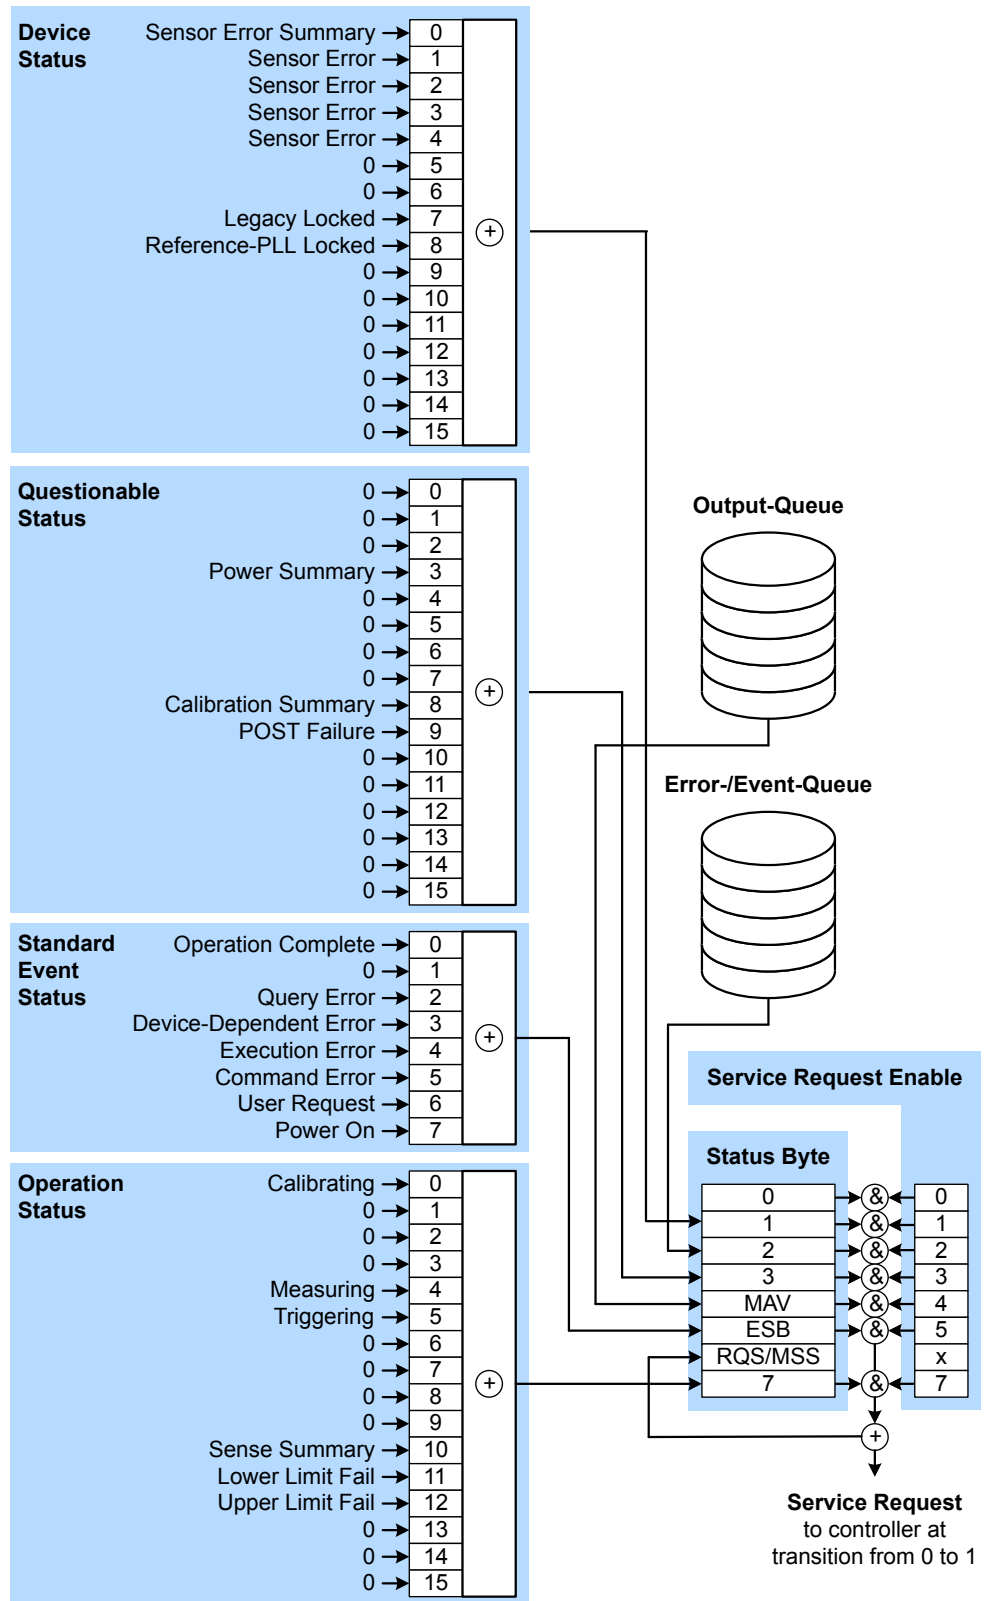 Device Status
Sensor Error Summary 0
Sensor Error 1
Sensor Error 2
Sensor Error 3
Sensor Error 4
0 5
0 6
Legacy Locked 7
Reference-PLL Locked 8
0 9
0 10
0 11
0 12
0 13
0 14
0 15
+
Questionable Status
0 0
0 1
0 2
Power Summary 3
0 4
0 5
0 6
0 7
Calibration Summary 8
POST Failure 9
0 10
0 11
0 12
0 13
0 14
0 15
+
Output-Queue
Error-/Event-Queue
Standard Event Status
Operation Complete 0
0 1
Query Error 2
Device-Dependent Error 3
Execution Error 4
Command Error 5
User Request 6
Power On 7
+
Operation Status
Calibrating 0
0 1
0 2
0 3
Measuring 4
Triggering 5
0 6
0 7
0 8
0 9
Sense Summary 10
Lower Limit Fail 11
Upper Limit Fail 12
0 13
0 14
0 15
+
Service Request Enable
Status Byte
0 & 0
1 & 1
2 & 2
3 & 3
MAV & 4
ESB & 5
RQS/MSS x
7 & 7
+
Service Request
to controller at
transition from 0 to 1